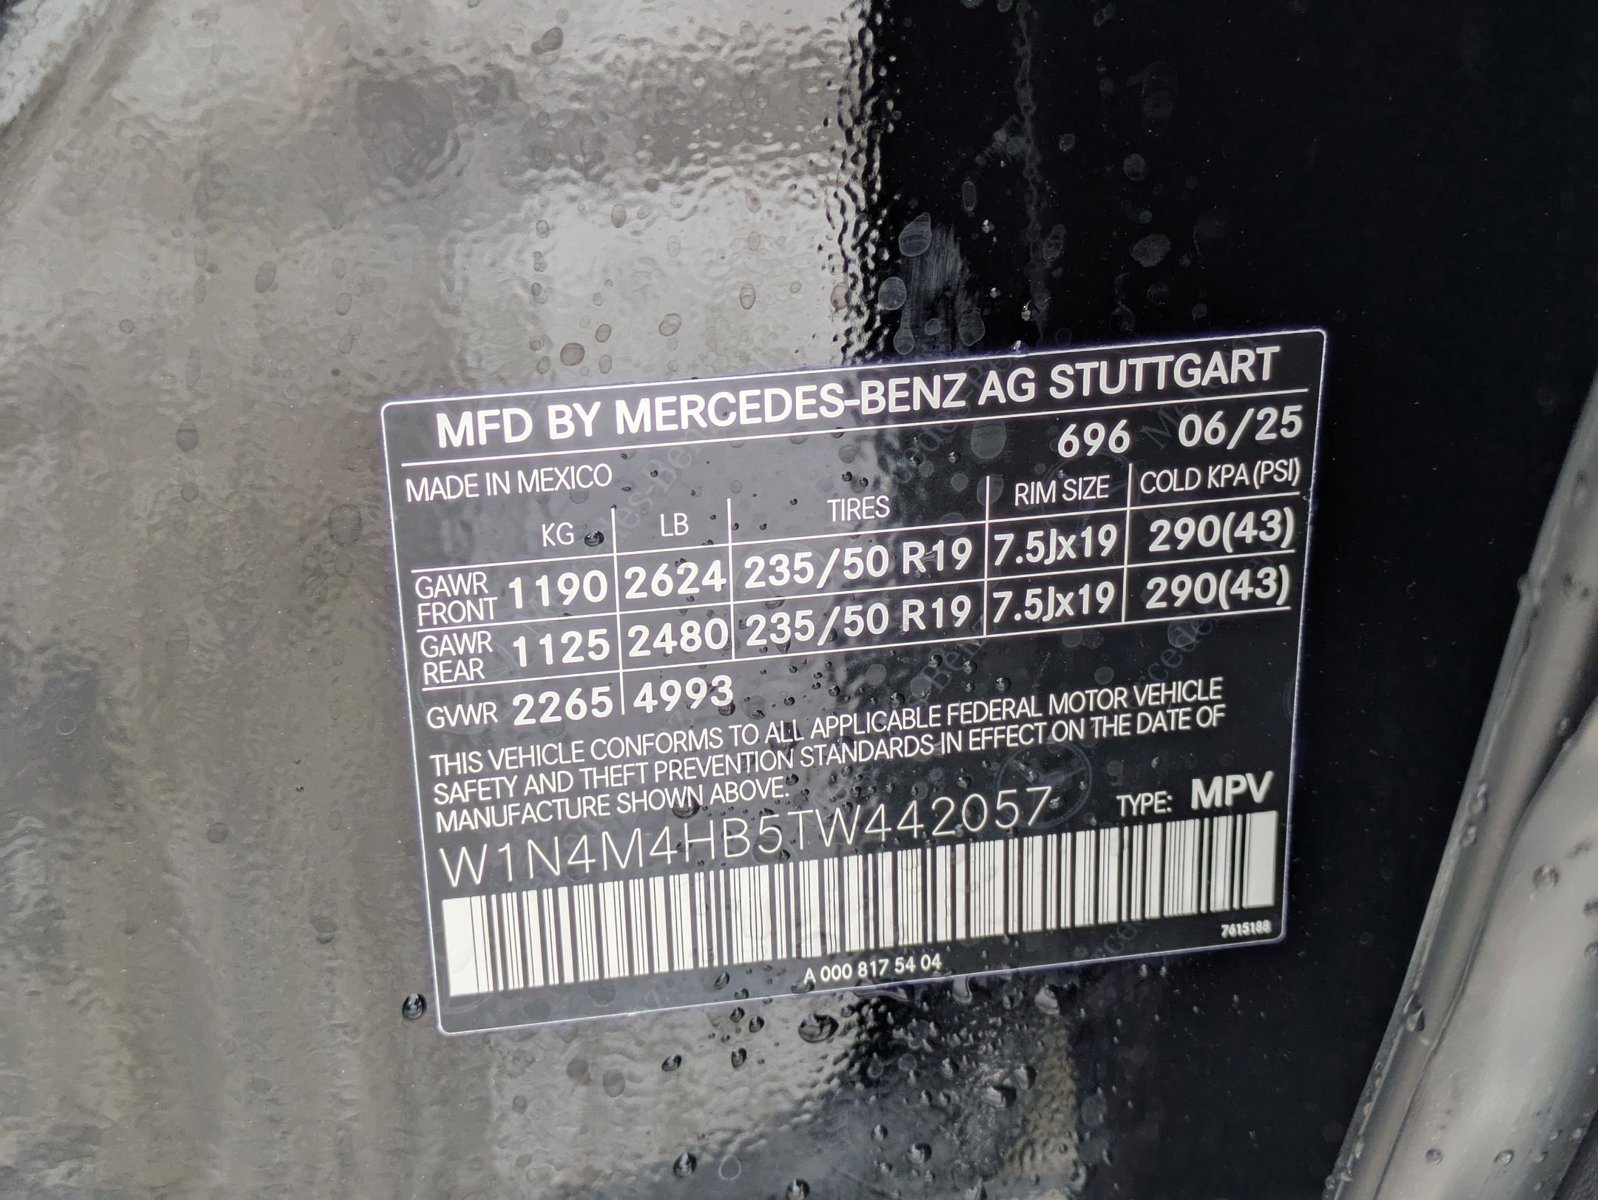 MFD BY MERCEDES-BENZ AG STUTTGART
696 06/25
MADE IN MEXICO
KG LB TIRES RIM SIZE COLD KPA (PSI)
GAWR FRONT 1190 2624 235/50 R19 7.5Jx19 290(43)
GAWR REAR 1125 2480 235/50 R19 7.5Jx19 290(43)
GVWR 2265 4993
THIS VEHICLE CONFORMS TO ALL APPLICABLE FEDERAL MOTOR VEHICLE
SAFETY AND THEFT PREVENTION STANDARDS IN EFFECT ON THE DATE OF
MANUFACTURE SHOWN ABOVE.
W1N4M4HB5TW442057 TYPE: MPV
7615188
A 000 817 54 04